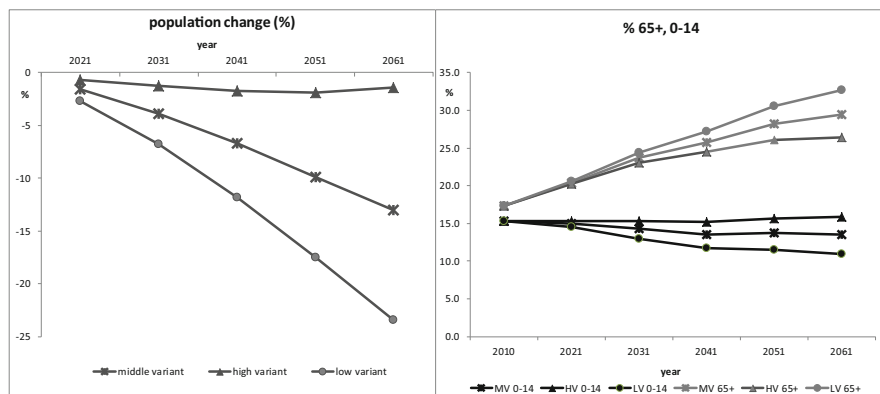 population change (%)
year
2021 2031 2041 2051 2061
0
%
-5
-10
-15
-20
-25
middle variant high variant low variant
% 65+, 0-14
35.0
%
30.0
25.0
20.0
15.0
10.0
5.0
0.0
2010 2021 2031 2041 2051 2061
year
MV 0-14 HV 0-14 LV 0-14 MV 65+ HV 65+ LV 65+